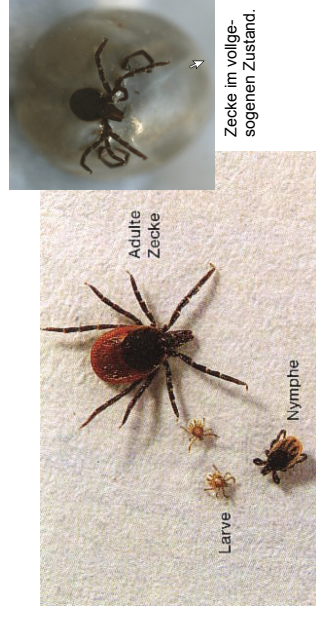 Zecke im vollge-
sogenen Zustand.
Adulte
Zecke
Larve
Nymphe